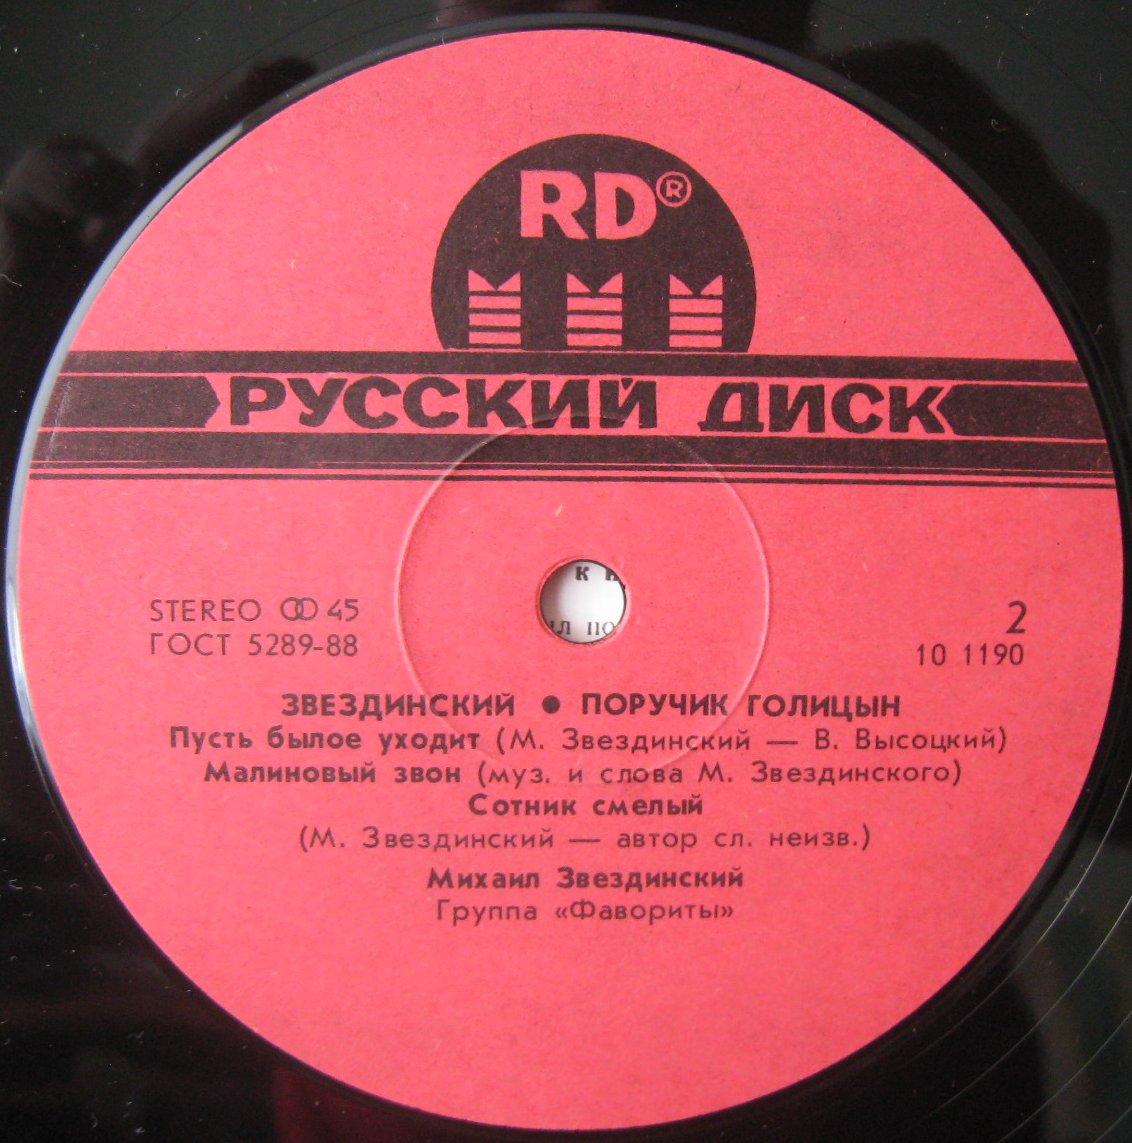 RD®
РУССКИЙ ДИСК
STEREO ꝎO 45
ГОСТ 5289-88
2
10 1190
ЗВЕЗДИНСКИЙ ● ПОРУЧИК ГОЛИЦЫН
Пусть былое уходит (М. Звездинский — В. Высоцкий)
Малиновый звон (муз. и слова М. Звездинского)
Сотник смелый
(М. Звездинский — автор сл. неизв.)
Михаил Звездинский
Группа «Фавориты»